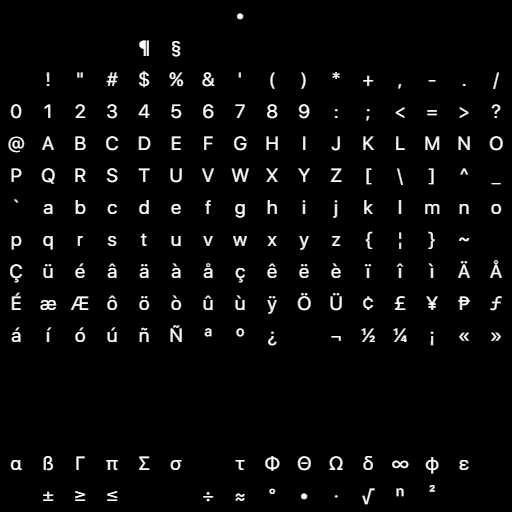 •
¶ §
! " # $ % & ' ( ) * + , - . /
0 1 2 3 4 5 6 7 8 9 : ; < = > ?
@ A B C D E F G H I J K L M N O
P Q R S T U V W X Y Z [ \ ] ^ _
` a b c d e f g h i j k l m n o
p q r s t u v w x y z { ¦ } ~
Ç ü é â ä à å ç ê ë è ï î ì Ä Å
É æ Æ ô ö ò û ù ÿ Ö Ü ¢ £ ¥ ₱ ƒ
á í ó ú ñ Ñ ª º ¿ ¬ ½ ¼ ¡ « »
α ß Γ π Σ σ τ Φ Θ Ω δ ∞ φ ε
± ≥ ≤ ÷ ≈ ° • · √ ⁿ ²